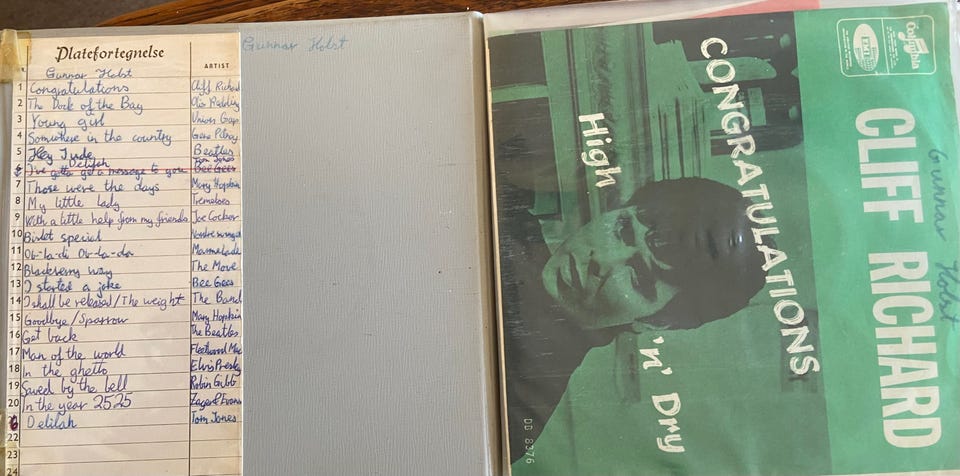 Platefortegnelse
ARTIST
Gunnar Holst
1 Congratulations Cliff Richard
2 The Dock of the Bay Otis Redding
3 Young girl Union Gap
4 Somewhere in the country Gene Pitney
5 Hey Jude Beatles
Delilah Tom Jones
6 I've gotta get a message to you Bee Gees
7 Those were the days Mary Hopkin
8 My little lady Tremeloes
9 With a little help from my friends Joe Cocker
10 Birdet special
11 Ob-la-di Ob-la-da Marmelade
12 Blackberry way The Move
13 I started a joke Bee Gees
14 I shall be released/The weight The Band
15 Goodbye/Sparrow Mary Hopkin
16 Get back The Beatles
17 Man of the world Fleetwood Mac
18 In the ghetto Elvis Presley
19 Saved by the bell Robin Gibb
20 In the year 2525 Zager & Evans
6 Delilah Tom Jones
22
23
24
Gunnar Holst
CONGRATULATIONS
High 'n' Dry
CLIFF RICHARD
Columbia
EMI
Gunnar Holst
DD 8376